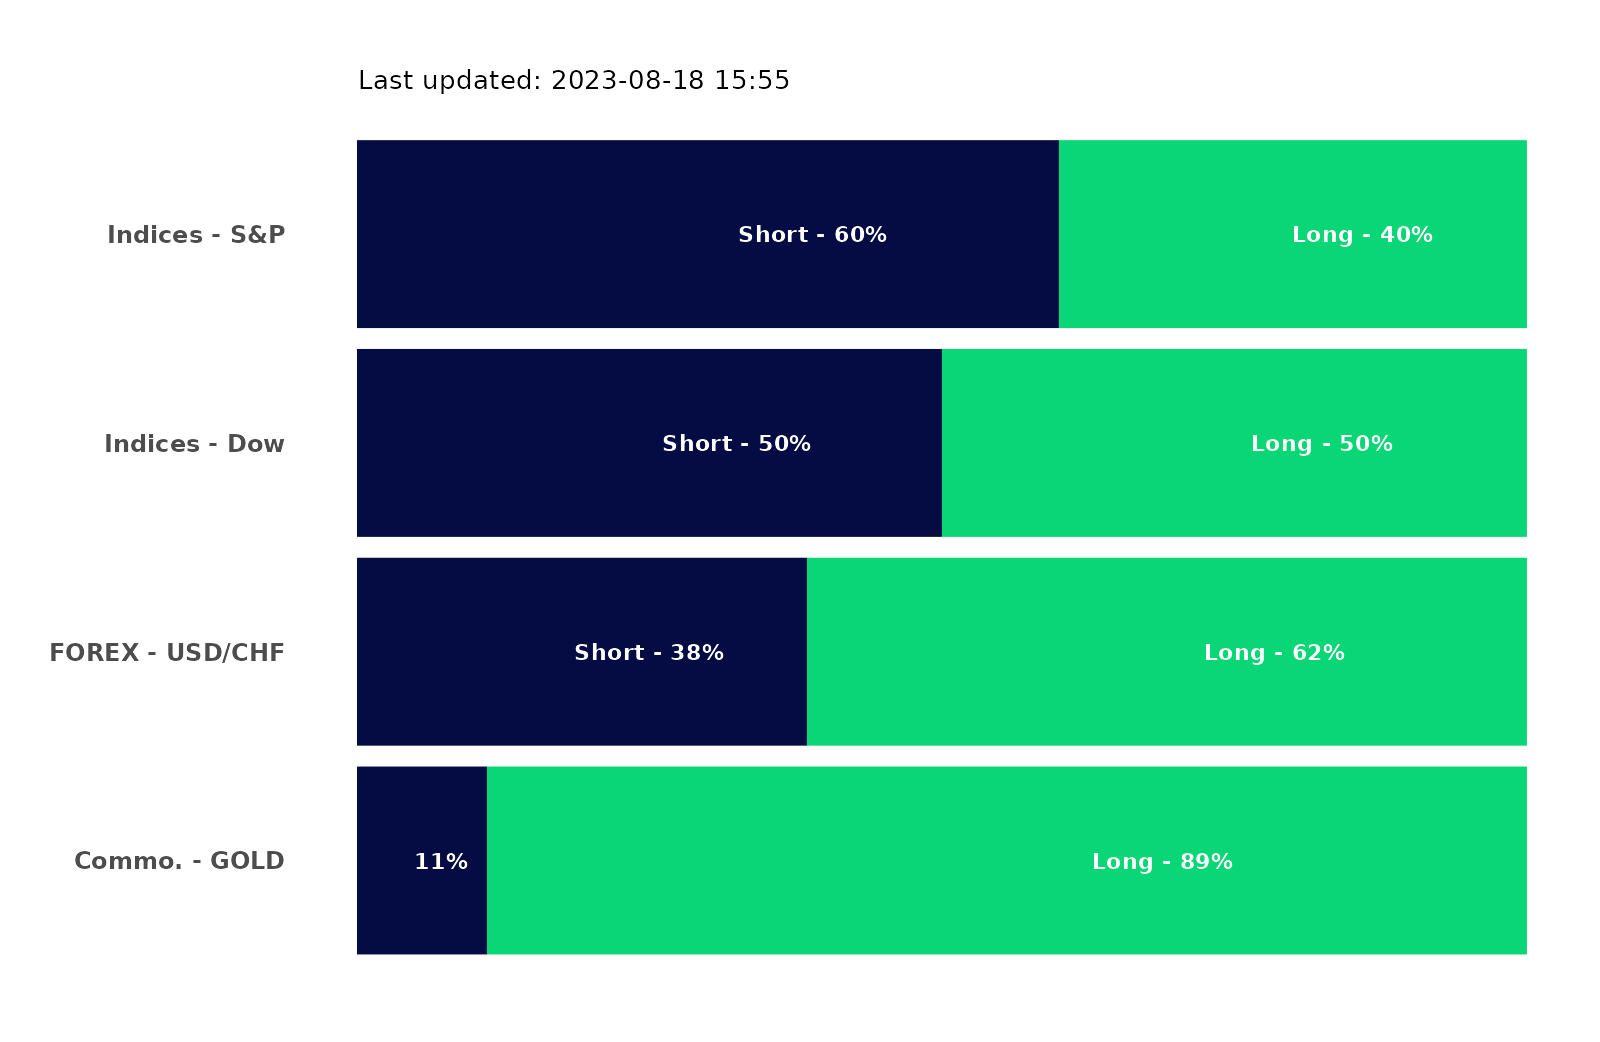 Last updated: 2023-08-18 15:55
Indices - S&P Short - 60% Long - 40%
Indices - Dow Short - 50% Long - 50%
FOREX - USD/CHF Short - 38% Long - 62%
Commo. - GOLD 11% Long - 89%